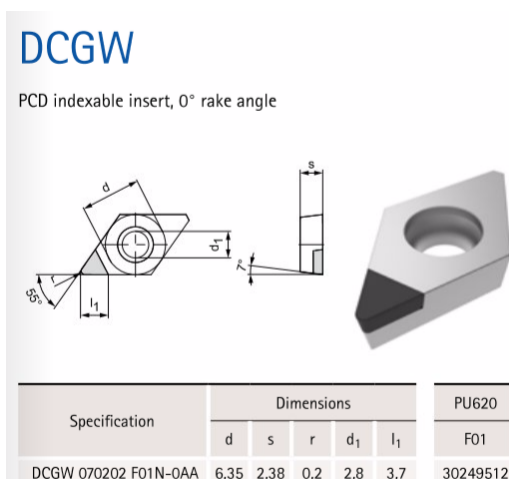 DCGW
PCD indexable insert, 0° rake angle
d
s
d1
7°
r
55°
l1
Specification
Dimensions
PU620
d s r d1 l1
F01
DCGW 070202 F01N-0AA 6,35 2,38 0,2 2,8 3,7 30249512